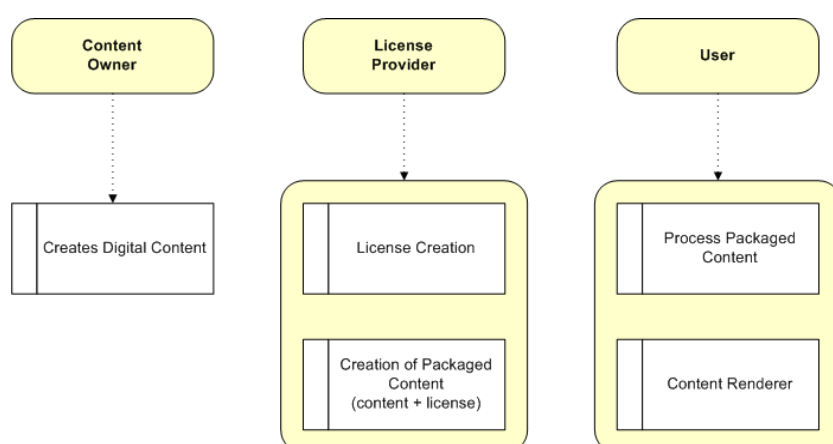 Content
Owner
License
Provider
User
Creates Digital Content
License Creation
Process Packaged
Content
Creation of Packaged
Content
(content + license)
Content Renderer